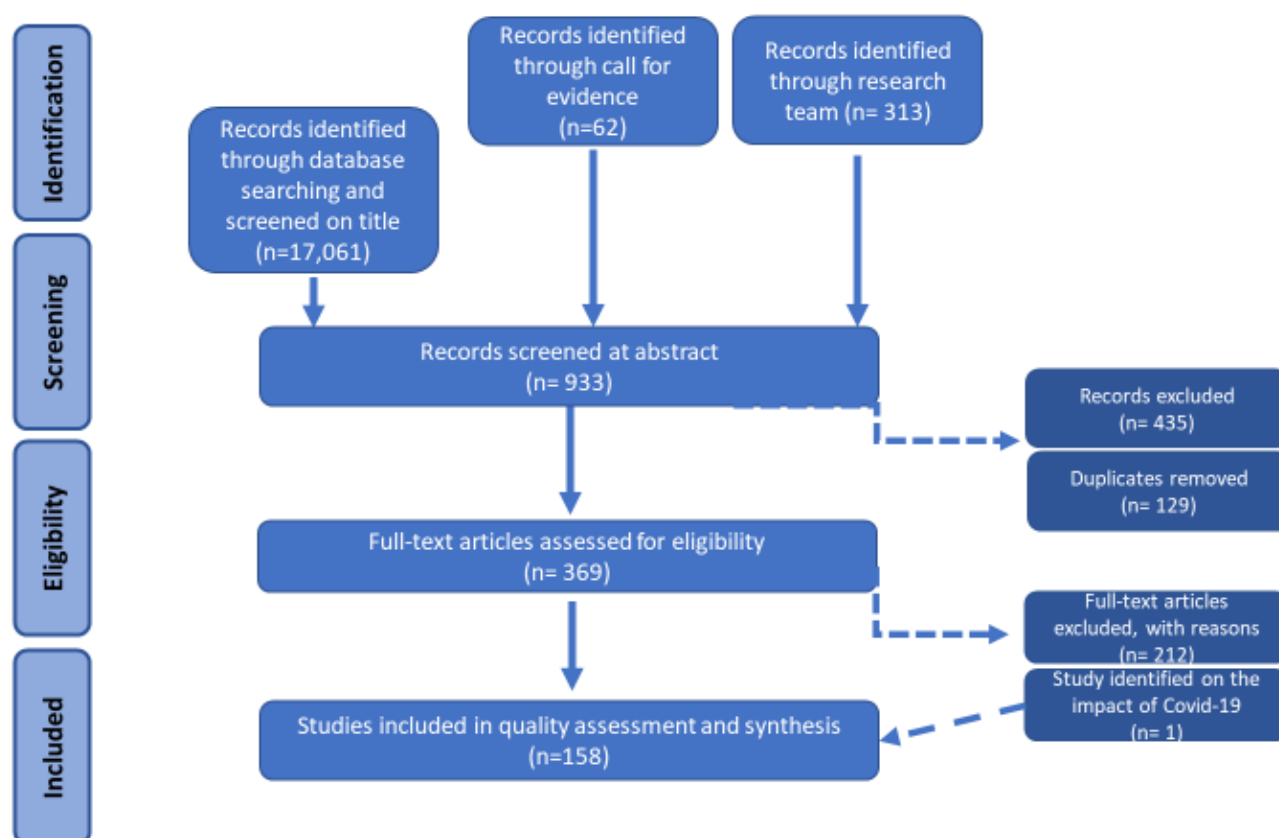 Identification
Records identified
through database
searching and
screened on title
(n=17,061)
Records identified
through call for
evidence
(n=62)
Records identified
through research
team (n= 313)
Screening
Records screened at abstract
(n= 933)
Records excluded
(n= 435)
Duplicates removed
(n= 129)
Eligibility
Full-text articles assessed for eligibility
(n= 369)
Full-text articles
excluded, with reasons
(n= 212)
Included
Studies included in quality assessment and synthesis
(n=158)
Study identified on the
impact of Covid-19
(n= 1)